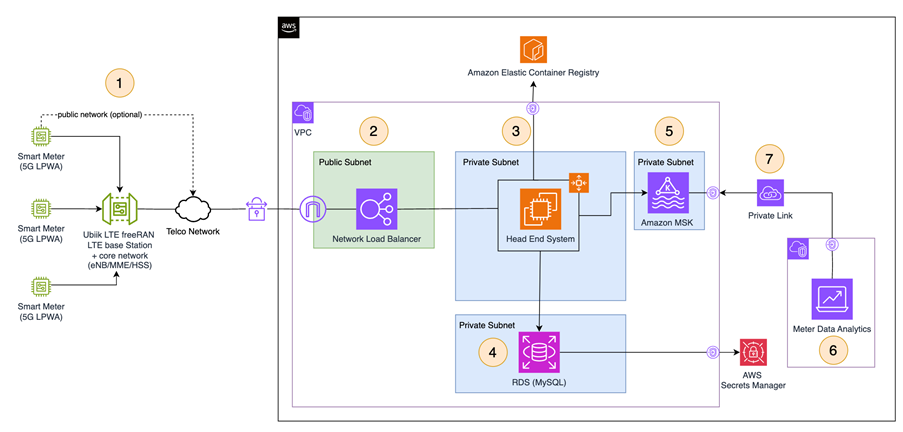 aws
Amazon Elastic Container Registry
1
public network (optional)
VPC
2
3
5
7
Smart Meter
(5G LPWA)
Public Subnet
Private Subnet
Private Subnet
K
Smart Meter
(5G LPWA)
Telco Network
Network Load Balancer
Head End System
Amazon MSK
Private Link
Ubiik LTE freeRAN
LTE base Station
+ core network
(eNB/MME/HSS)
Smart Meter
(5G LPWA)
Private Subnet
4
RDS (MySQL)
AWS
Secrets Manager
Meter Data Analytics
6